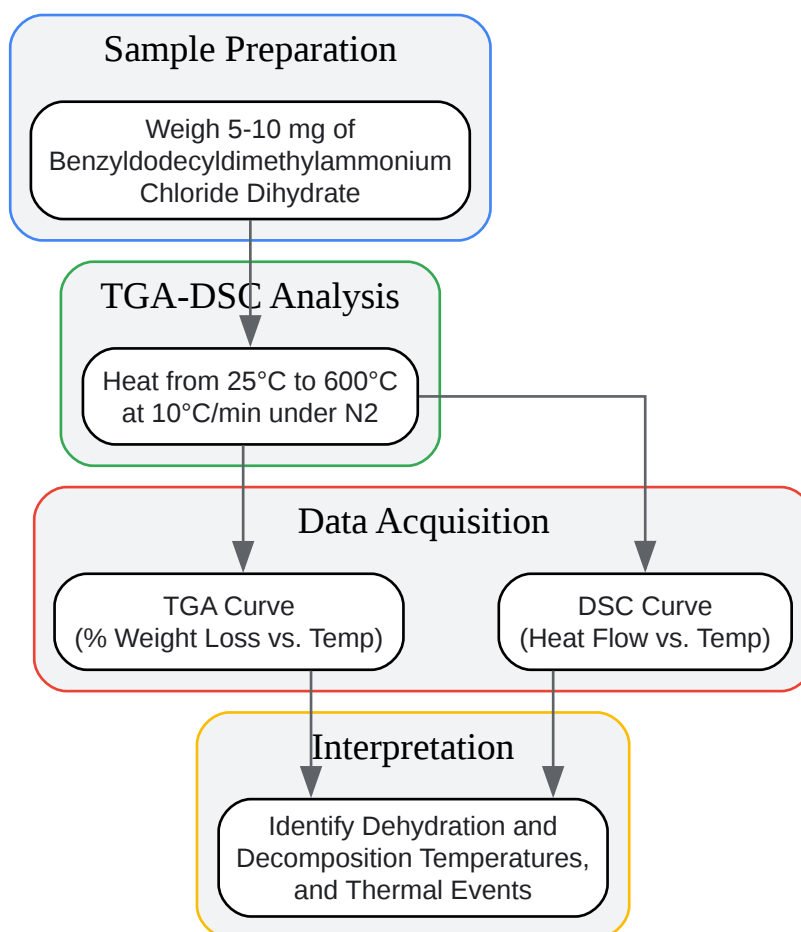 Sample Preparation
Weigh 5-10 mg of
Benzyldodecyldimethylammonium
Chloride Dihydrate
TGA-DSC Analysis
Heat from 25°C to 600°C
at 10°C/min under N2
Data Acquisition
TGA Curve
(% Weight Loss vs. Temp)
DSC Curve
(Heat Flow vs. Temp)
Interpretation
Identify Dehydration and
Decomposition Temperatures,
and Thermal Events